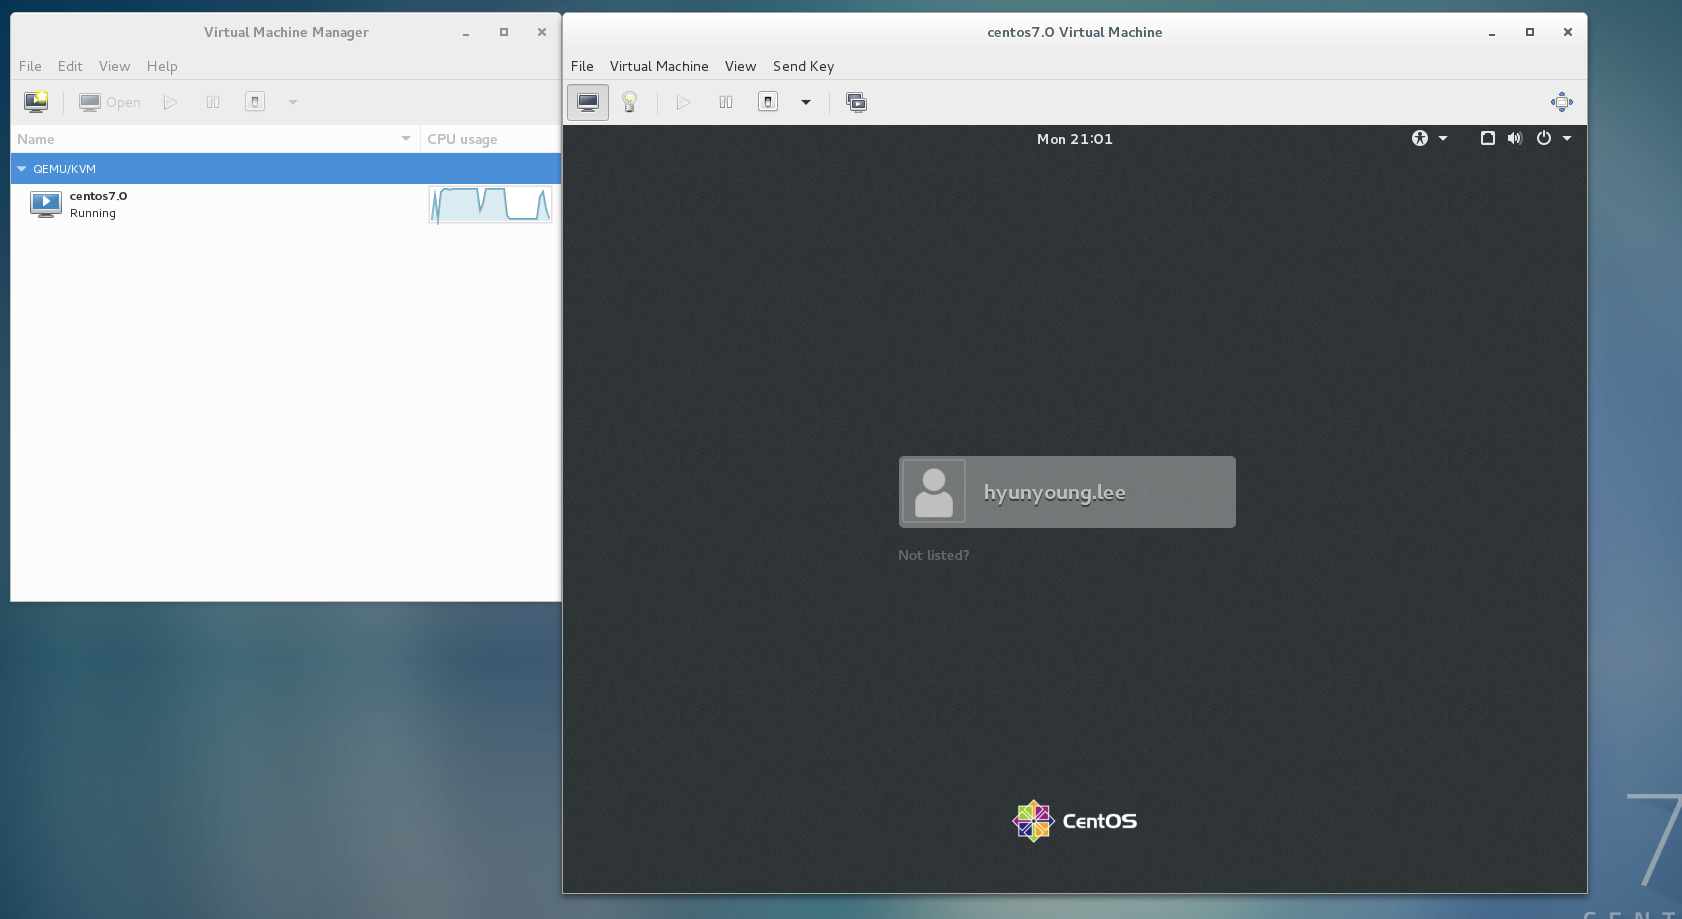 Virtual Machine Manager
File Edit View Help
Open
Name CPU usage
QEMU/KVM
centos7.0
Running
centos7.0 Virtual Machine
File Virtual Machine View Send Key
Mon 21:01
hyunyoung.lee
Not listed?
CentOS
7
CENT